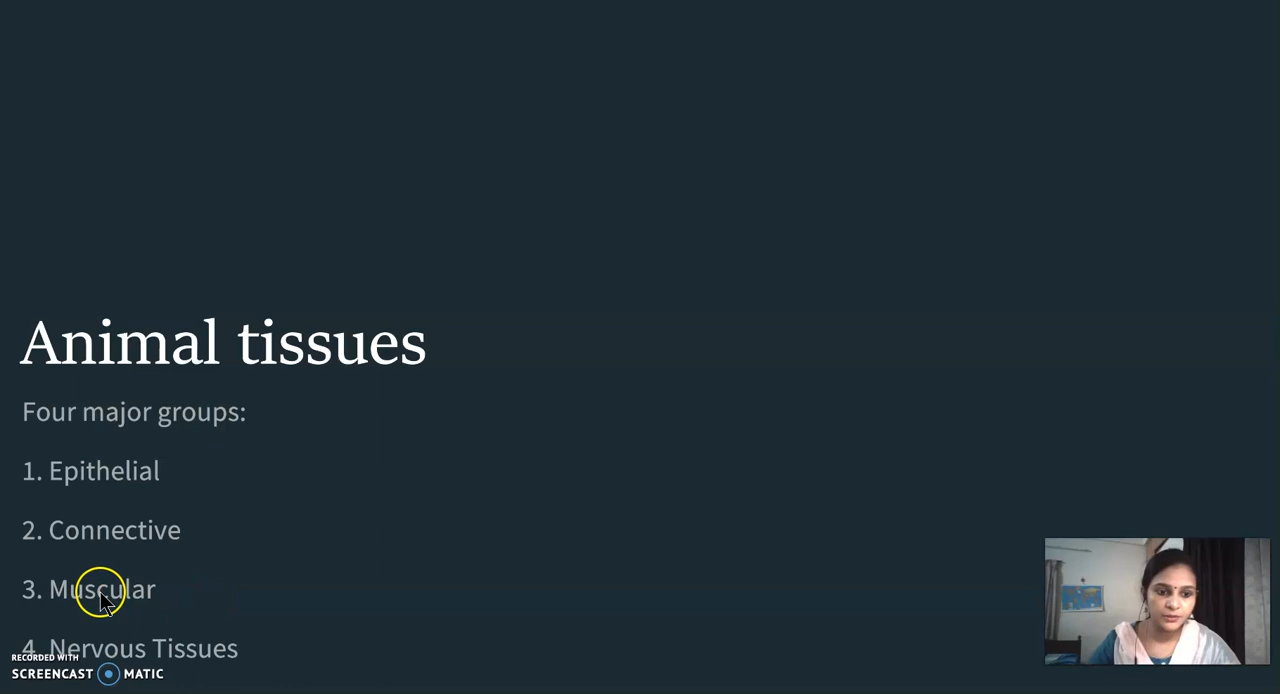 Animal tissues
Four major groups:
1. Epithelial
2. Connective
3. Muscular
4. Nervous Tissues
RECORDED WITH
SCREENCAST MATIC